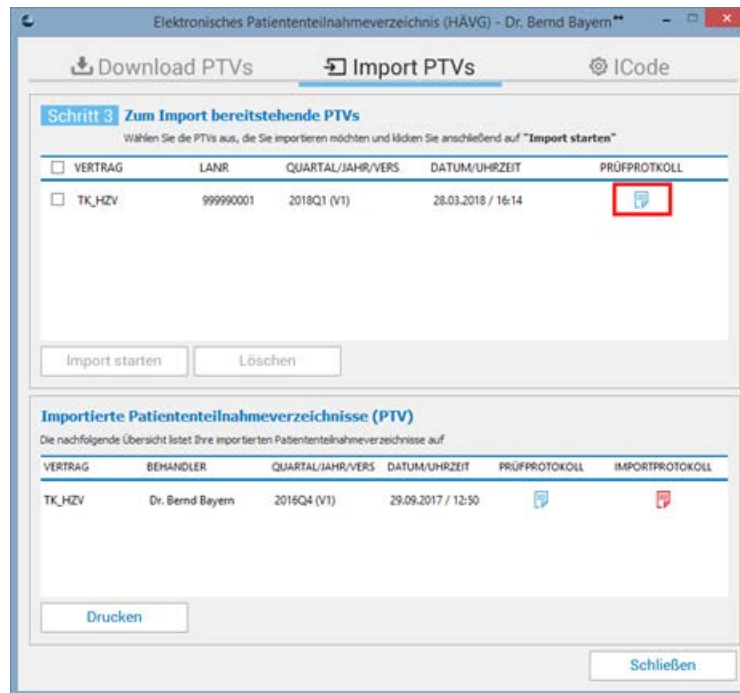 Elektronisches Patiententeilnahmeverzeichnis (HÄVG) - Dr. Bernd Bayern**
Download PTVs Import PTVs ICode
Schritt 3 Zum Import bereitstehende PTVs
Wählen Sie die PTVs aus, die Sie importieren möchten und klicken Sie anschließend auf "Import starten"
VERTRAG LANR QUARTAL/JAHR/VERS DATUM/UHRZEIT PRÜFPROTKOLL
TK_HZV 999990001 2018Q1 (V1) 28.03.2018 / 16:14
Import starten Löschen
Importierte Patiententeilnahmeverzeichnisse (PTV)
Die nachfolgende Übersicht listet Ihre importierten Patiententeilnahmeverzeichnisse auf
VERTRAG BEHANDLER QUARTAL/JAHR/VERS DATUM/UHRZEIT PRÜFPROTOKOLL IMPORTPROTOKOLL
TK_HZV Dr. Bernd Bayern 2016Q4 (V1) 29.09.2017 / 12:50
Drucken
Schließen